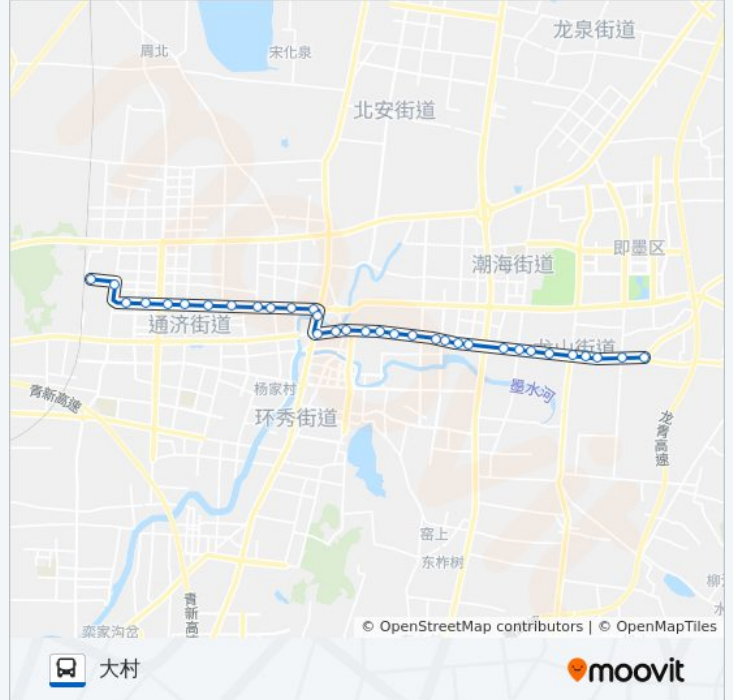 龙泉街道
周北
宋化泉
北安街道
即墨区
潮海街道
通济街道
龙山街道
杨家村
墨水河
青新高速
环秀街道
龙青高速
窑上
东柞树
青新高
栾家沟岔
© OpenStreetMap contributors | © OpenMapTiles
大村
moovit